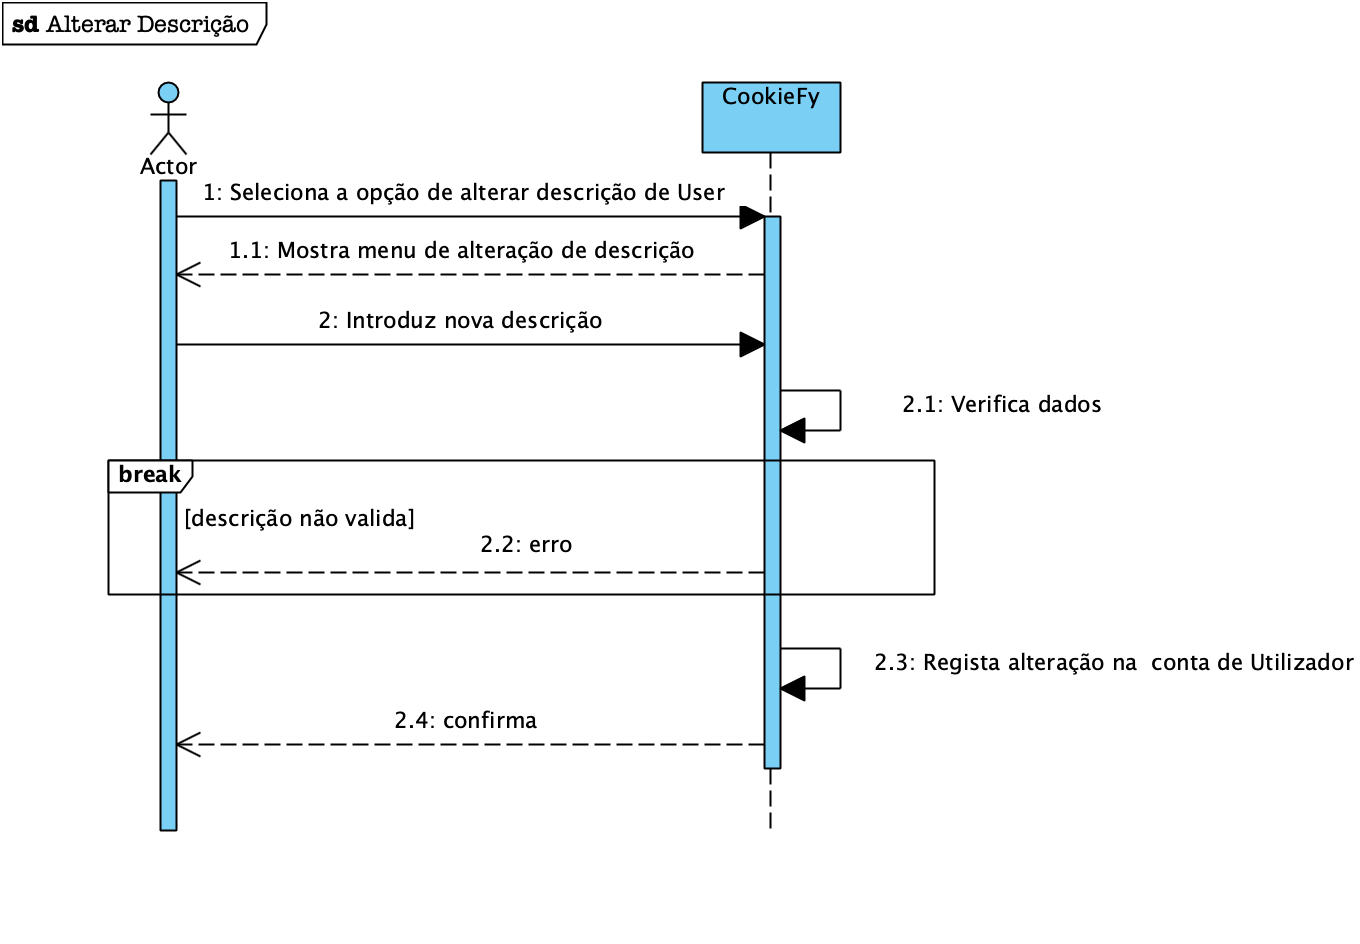 sd Alterar Descrição
CookieFy
Actor
1: Seleciona a opção de alterar descrição de User
1.1: Mostra menu de alteração de descrição
2: Introduz nova descrição
2.1: Verifica dados
break
[descrição não valida]
2.2: erro
2.3: Regista alteração na  conta de Utilizador
2.4: confirma